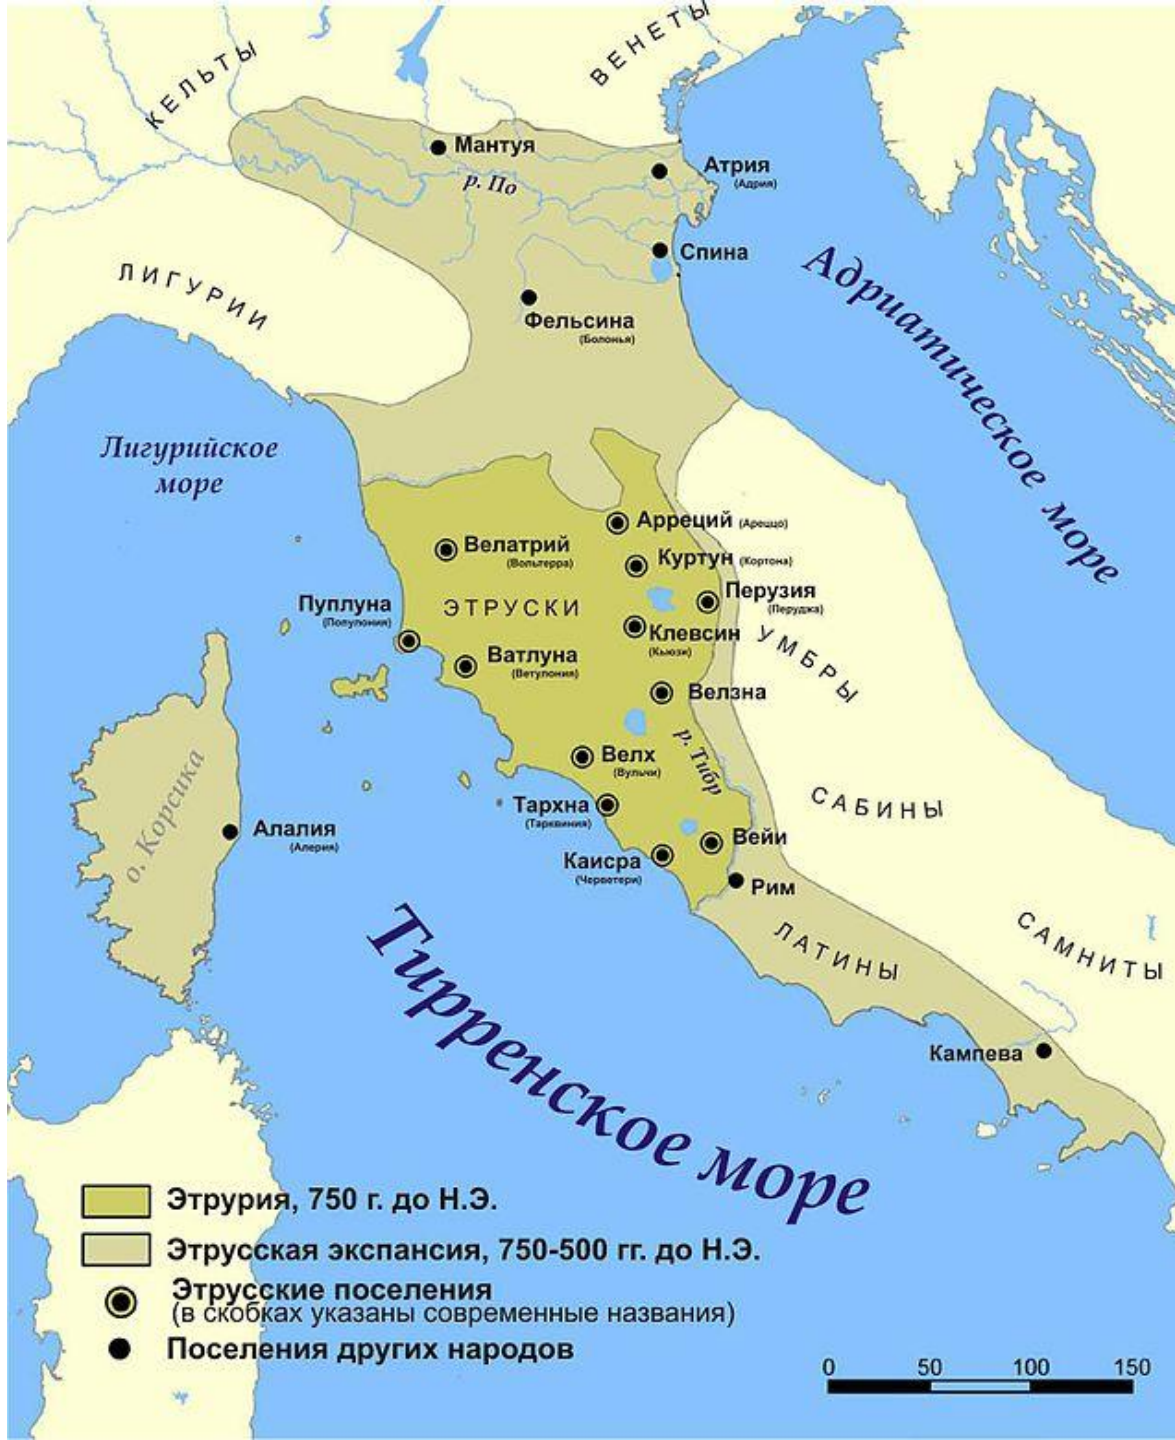 КЕЛЬТЫ
ВЕНЕТЫ
Мантуя
р. По
Атрия
(Адрия)
Спина
Фельсина
(Болонья)
ЛИГУРИИ
Адриатическое море
Лигурийское
море
Арреций (Ареццо)
Велатрий
(Вольтерра)
Куртун (Кортона)
Перузия
(Перуджа)
Пуплуна
(Популония)
ЭТРУСКИ
Клевсин
(Кьюзи)
УМБРЫ
Ватлуна
(Ветулония)
Велзна
р. Тибр
Велх
(Вульчи)
о. Корсика
Тархна
(Тарквиния)
САБИНЫ
Алалия
(Алерия)
Вейи
Каисра
(Черветери)
Рим
ЛАТИНЫ
САМНИТЫ
Тирренское море
Кампева
Этрурия, 750 г. до Н.Э.
Этрусская экспансия, 750-500 гг. до Н.Э.
Этрусские поселения
(в скобках указаны современные названия)
Поселения других народов
0 50 100 150